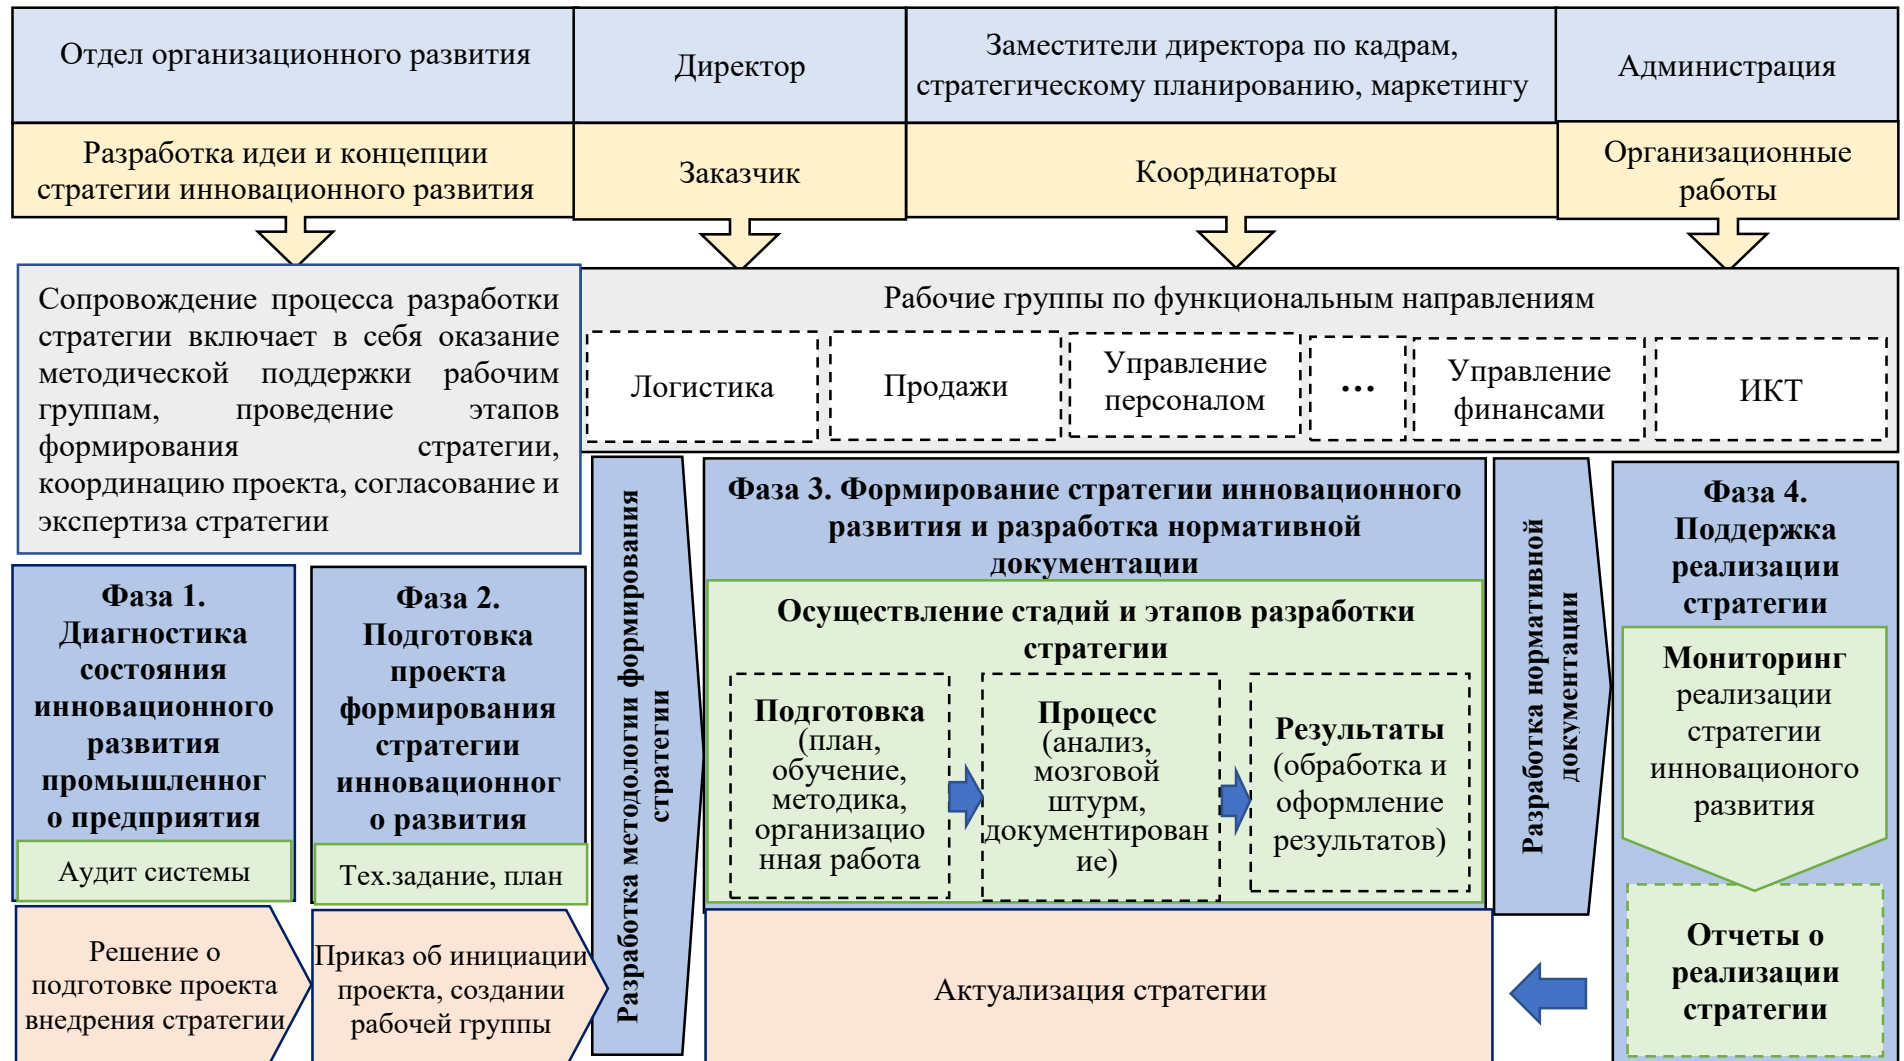 Отдел организационного развития
Директор
Заместители директора по кадрам,
стратегическому планированию, маркетингу
Администрация
Разработка идеи и концепции
стратегии инновационного развития
Заказчик
Координаторы
Организационные
работы
Сопровождение процесса разработки
стратегии включает в себя оказание
методической поддержки рабочим
группам, проведение этапов
формирования стратегии,
координацию проекта, согласование и
экспертиза стратегии
Рабочие группы по функциональным направлениям
Логистика
Продажи
Управление
персоналом
...
Управление
финансами
ИКТ
Фаза 1.
Диагностика
состояния
инновационного
развития
промышленног
о предприятия
Аудит системы
Решение о
подготовке проекта
внедрения стратегии
Фаза 2.
Подготовка
проекта
формирования
стратегии
инновационног
о развития
Тех.задание, план
Приказ об инициации
проекта, создании
рабочей группы
Разработка методологии формирования
стратегии
Фаза 3. Формирование стратегии инновационного
развития и разработка нормативной
документации
Осуществление стадий и этапов разработки
стратегии
Подготовка
(план,
обучение,
методика,
организацио
нная работа
Процесс
(анализ,
мозговой
штурм,
документирован
ие)
Результаты
(обработка и
оформление
результатов)
Актуализация стратегии
Разработка нормативной
документации
Фаза 4.
Поддержка
реализации
стратегии
Мониторинг
реализации
стратегии
инновационого
развития
Отчеты о
реализации
стратегии